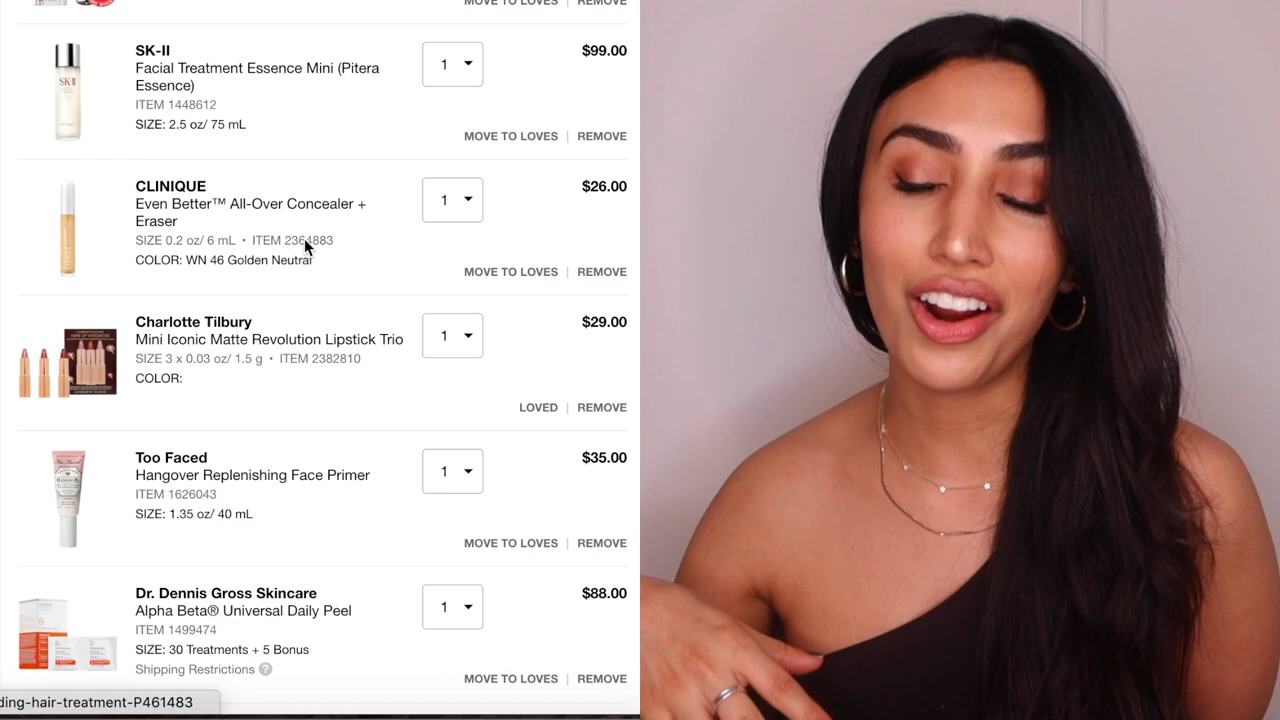 MOVE TO LOVES | REMOVE
SK-II
Facial Treatment Essence Mini (Pitera
Essence)
ITEM 1448612
SIZE: 2.5 oz/ 75 mL
1
$99.00
MOVE TO LOVES | REMOVE
CLINIQUE
Even Better™ All-Over Concealer +
Eraser
SIZE 0.2 oz/ 6 mL • ITEM 2364883
COLOR: WN 46 Golden Neutral
1
$26.00
MOVE TO LOVES | REMOVE
Charlotte Tilbury
Mini Iconic Matte Revolution Lipstick Trio
SIZE 3 x 0.03 oz/ 1.5 g • ITEM 2382810
COLOR:
1
$29.00
LOVED | REMOVE
Too Faced
Hangover Replenishing Face Primer
ITEM 1626043
SIZE: 1.35 oz/ 40 mL
1
$35.00
MOVE TO LOVES | REMOVE
Dr. Dennis Gross Skincare
Alpha Beta® Universal Daily Peel
ITEM 1499474
SIZE: 30 Treatments + 5 Bonus
Shipping Restrictions ?
1
$88.00
MOVE TO LOVES | REMOVE
ding-hair-treatment-P461483